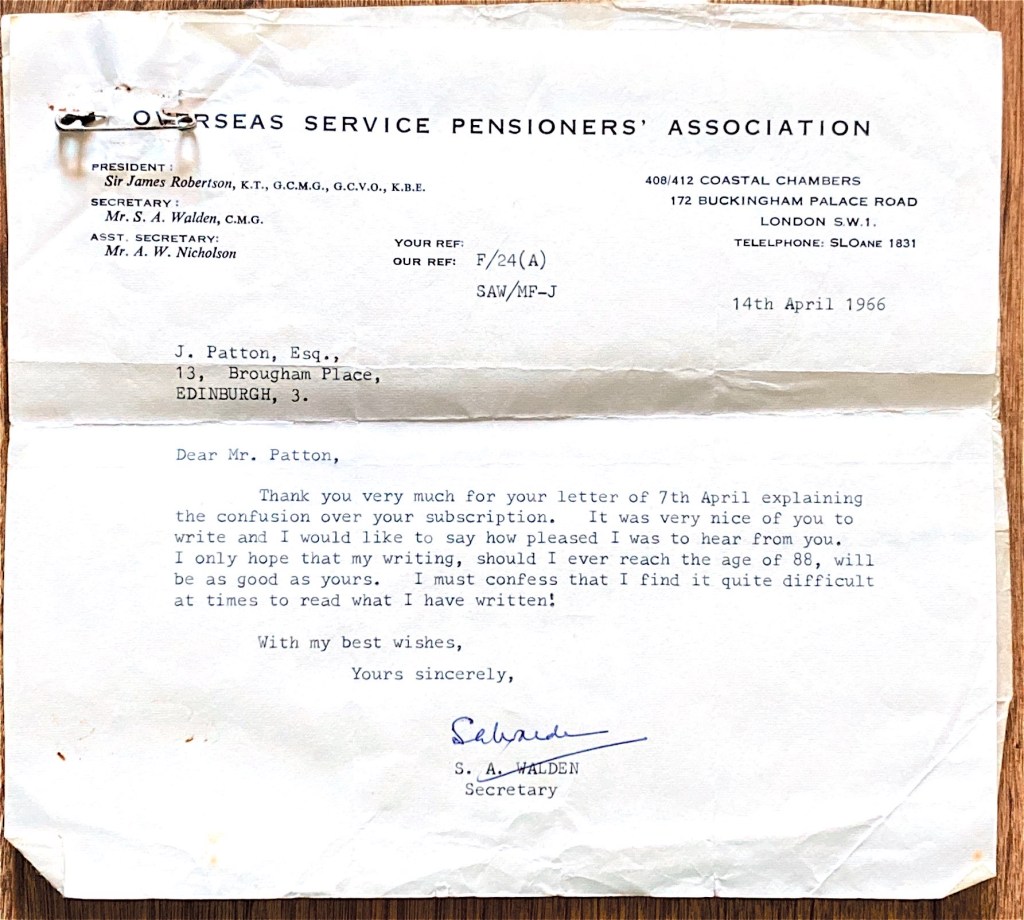 OVERSEAS SERVICE PENSIONERS' ASSOCIATION
PRESIDENT :
Sir James Robertson, K.T., G.C.M.G., G.C.V.O., K.B.E.
SECRETARY :
Mr. S. A. Walden, C.M.G.
ASST. SECRETARY:
Mr. A. W. Nicholson
408/412 COASTAL CHAMBERS
172 BUCKINGHAM PALACE ROAD
LONDON S.W.1.
TELELPHONE: SLOANE 1831
YOUR REF:
OUR REF: F/24(A)
SAW/MF-J
14th April 1966
J. Patton, Esq.,
13, Brougham Place,
EDINBURGH, 3.
Dear Mr. Patton,
Thank you very much for your letter of 7th April explaining
the confusion over your subscription. It was very nice of you to
write and I would like to say how pleased I was to hear from you.
I only hope that my writing, should I ever reach the age of 88, will
be as good as yours. I must confess that I find it quite difficult
at times to read what I have written!
With my best wishes,
Yours sincerely,
SAWalden
S. A. WALDEN
Secretary